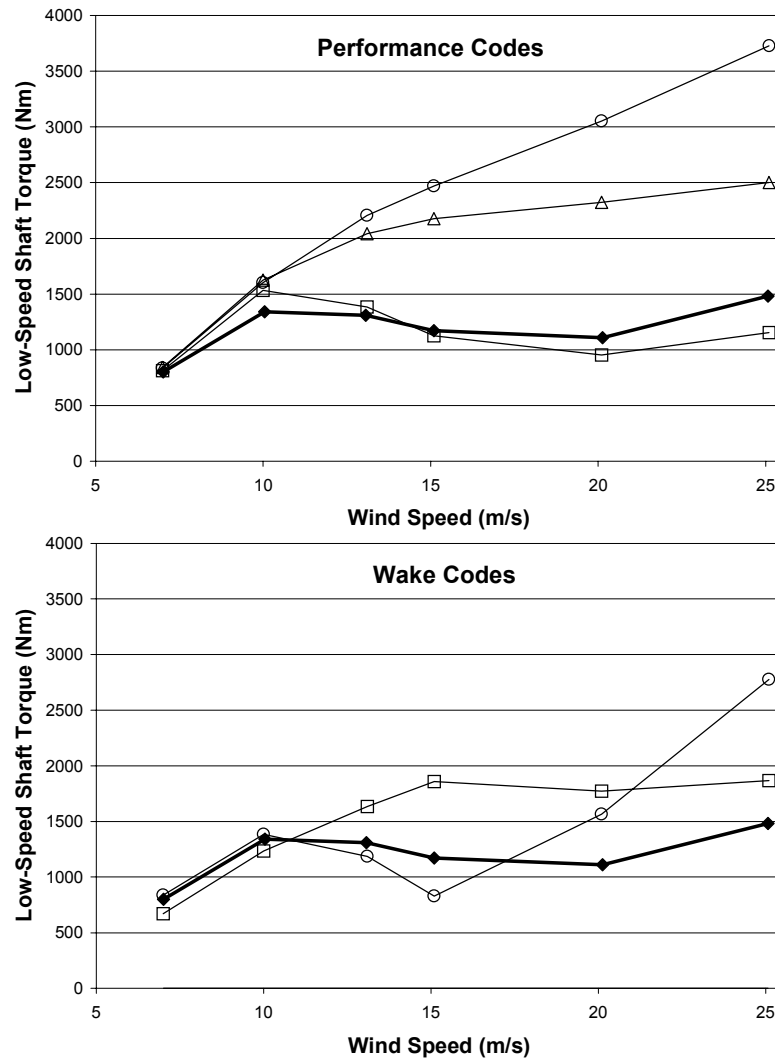 Performance Codes
4000
3500
3000
2500
2000
1500
1000
500
0
Low-Speed Shaft Torque (Nm)
5 10 15 20 25
Wind Speed (m/s)
Wake Codes
4000
3500
3000
2500
2000
1500
1000
500
0
Low-Speed Shaft Torque (Nm)
5 10 15 20 25
Wind Speed (m/s)